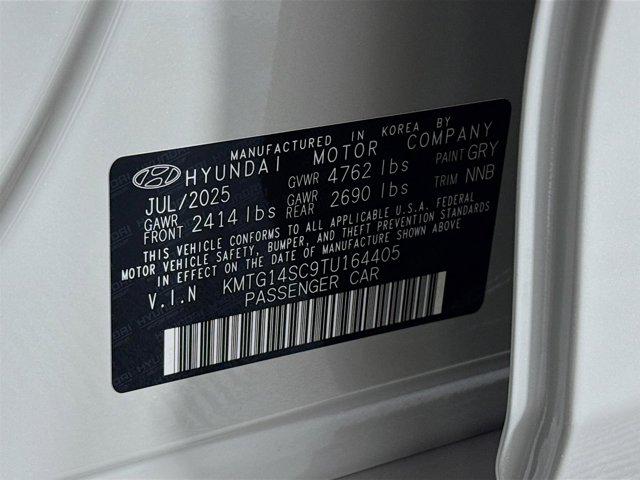 MANUFACTURED IN KOREA BY
HYUNDAI MOTOR COMPANY
JUL/2025 GVWR 4762 lbs PAINT GRY
GAWR FRONT 2414 lbs GAWR REAR 2690 lbs TRIM NNB
THIS VEHICLE CONFORMS TO ALL APPLICABLE U.S.A. FEDERAL
MOTOR VEHICLE SAFETY, BUMPER, AND THEFT PREVENTION STANDARDS
IN EFFECT ON THE DATE OF MANUFACTURE SHOWN ABOVE.
V.I.N KMTG14SC9TU164405
PASSENGER CAR